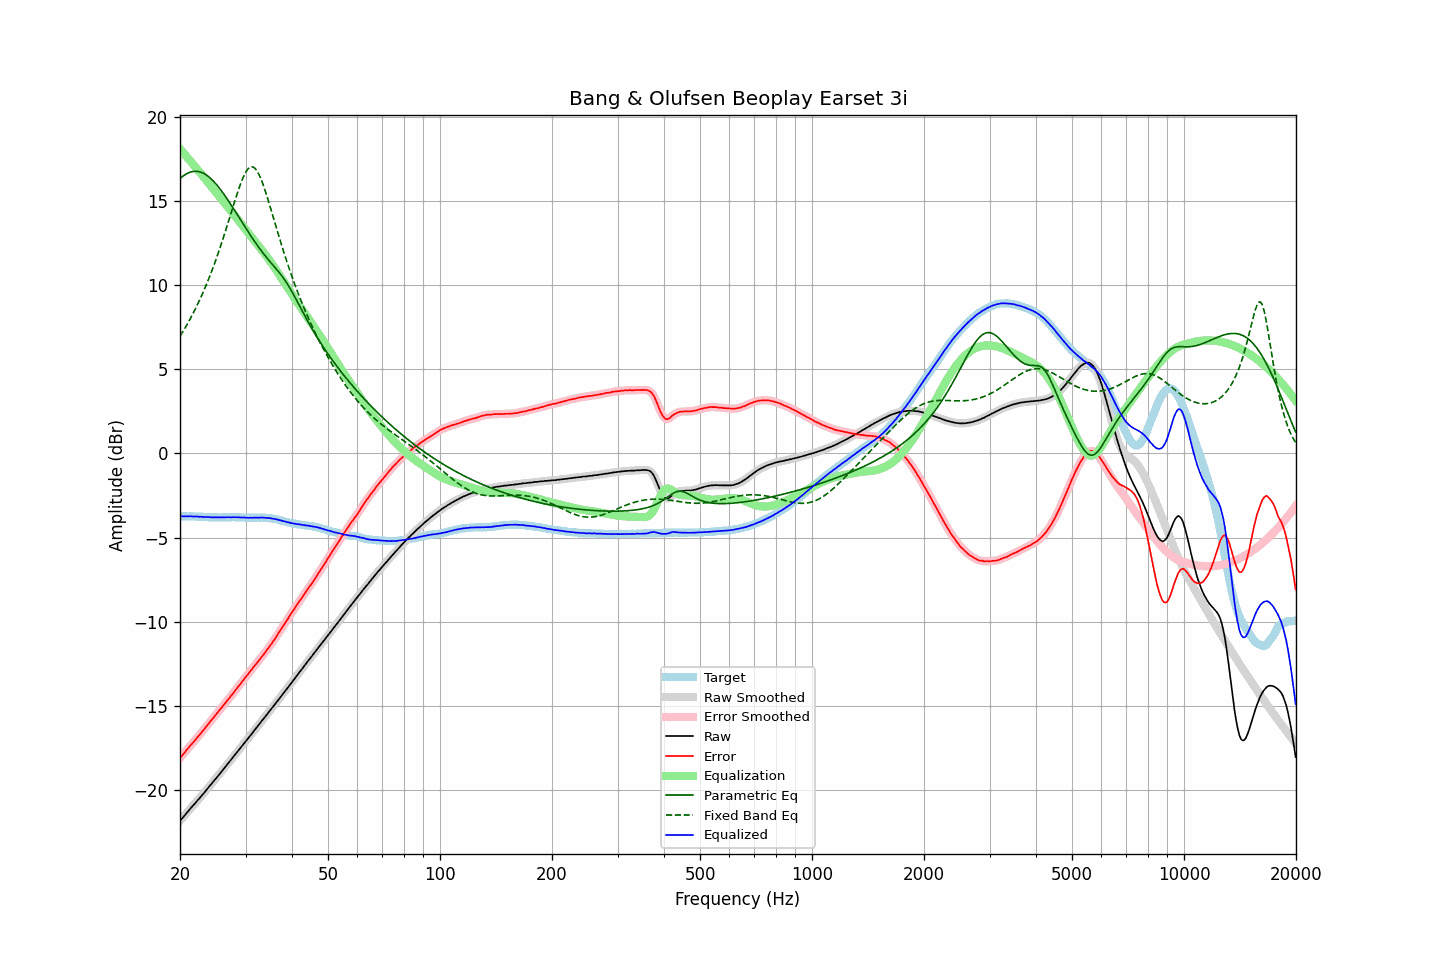 Bang & Olufsen Beoplay Earset 3i
Amplitude (dBr)
20
15
10
5
0
−5
−10
−15
−20
Target
Raw Smoothed
Error Smoothed
Raw
Error
Equalization
Parametric Eq
Fixed Band Eq
Equalized
20 50 100 200 500 1000 2000 5000 10000 20000
Frequency (Hz)